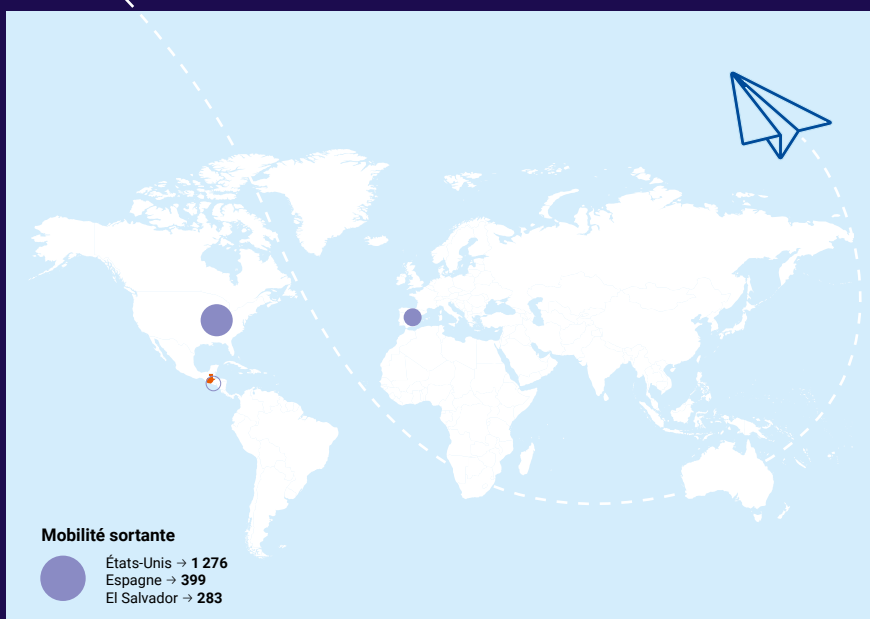 Mobilité sortante
États-Unis → 1 276
Espagne → 399
El Salvador → 283